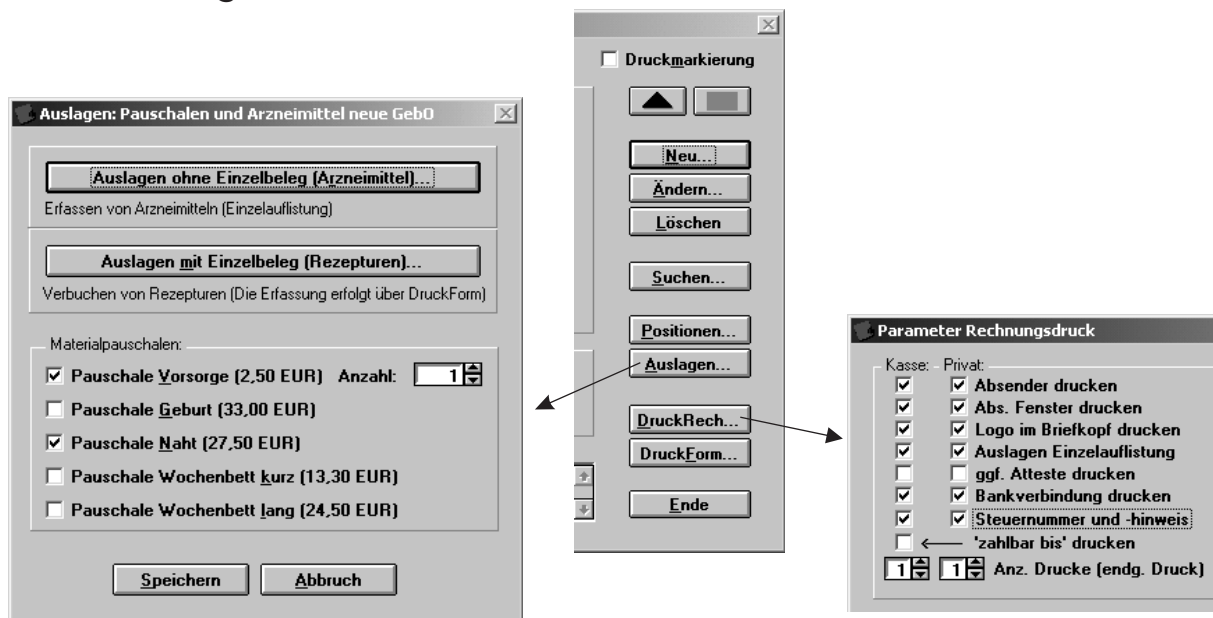 Auslagen: Pauschalen und Arzneimittel neue GebO
Auslagen ohne Einzelbeleg (Arzneimittel)...
Erfassen von Arzneimitteln (Einzelauflistung)
Auslagen mit Einzelbeleg (Rezepturen)...
Verbuchen von Rezepturen (Die Erfassung erfolgt über DruckForm)
Materialpauschalen:
Pauschale Vorsorge (2,50 EUR) Anzahl: 1
Pauschale Geburt (33,00 EUR)
Pauschale Naht (27,50 EUR)
Pauschale Wochenbett kurz (13,30 EUR)
Pauschale Wochenbett lang (24,50 EUR)
Speichern Abbruch
Druckmarkierung
Neu...
Ändern...
Löschen
Suchen...
Positionen...
Auslagen...
DruckRech...
DruckForm...
Ende
Parameter Rechnungsdruck
Kasse: Privat:
Absender drucken
Abs. Fenster drucken
Logo im Briefkopf drucken
Auslagen Einzelauflistung
ggf. Atteste drucken
Bankverbindung drucken
Steuernummer und -hinweis
'zahlbar bis' drucken
1 1 Anz. Drucke (endg. Druck)